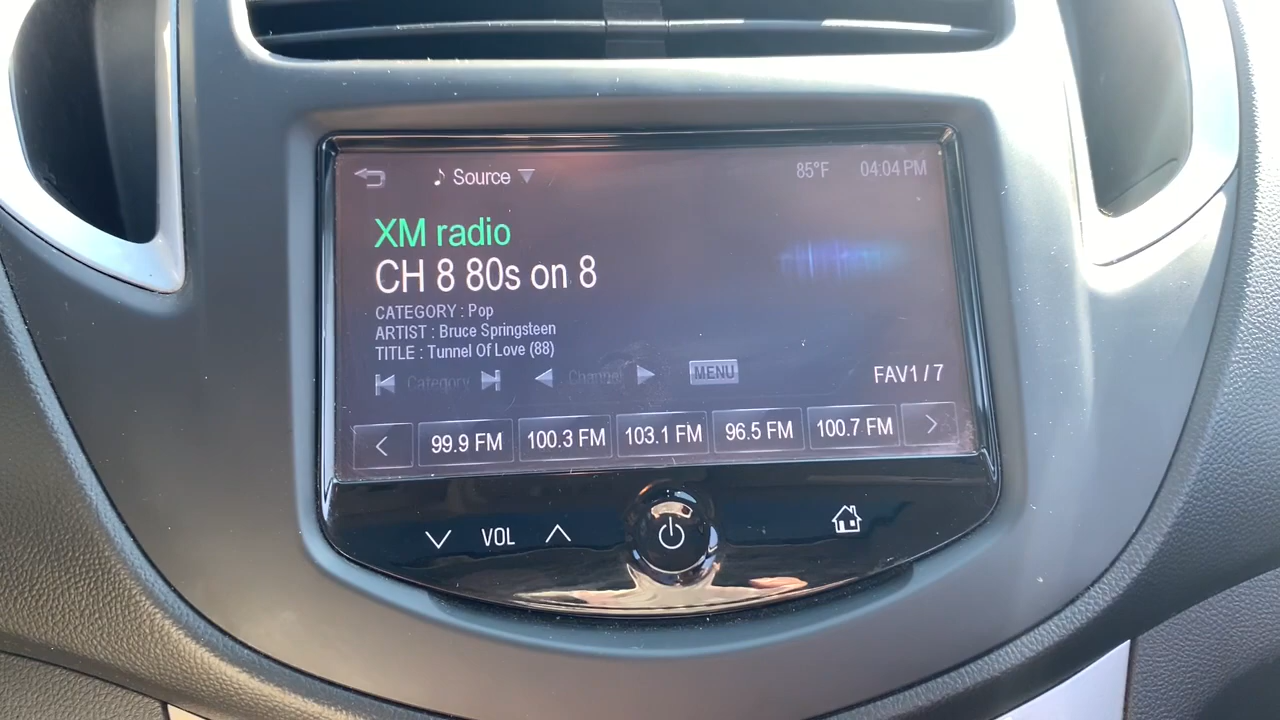 Source
85°F
04:04 PM
XM radio
CH 8 80s on 8
CATEGORY : Pop
ARTIST : Bruce Springsteen
TITLE : Tunnel Of Love (88)
Category
Channel
MENU
FAV1 / 7
99.9 FM
100.3 FM
103.1 FM
96.5 FM
100.7 FM
VOL